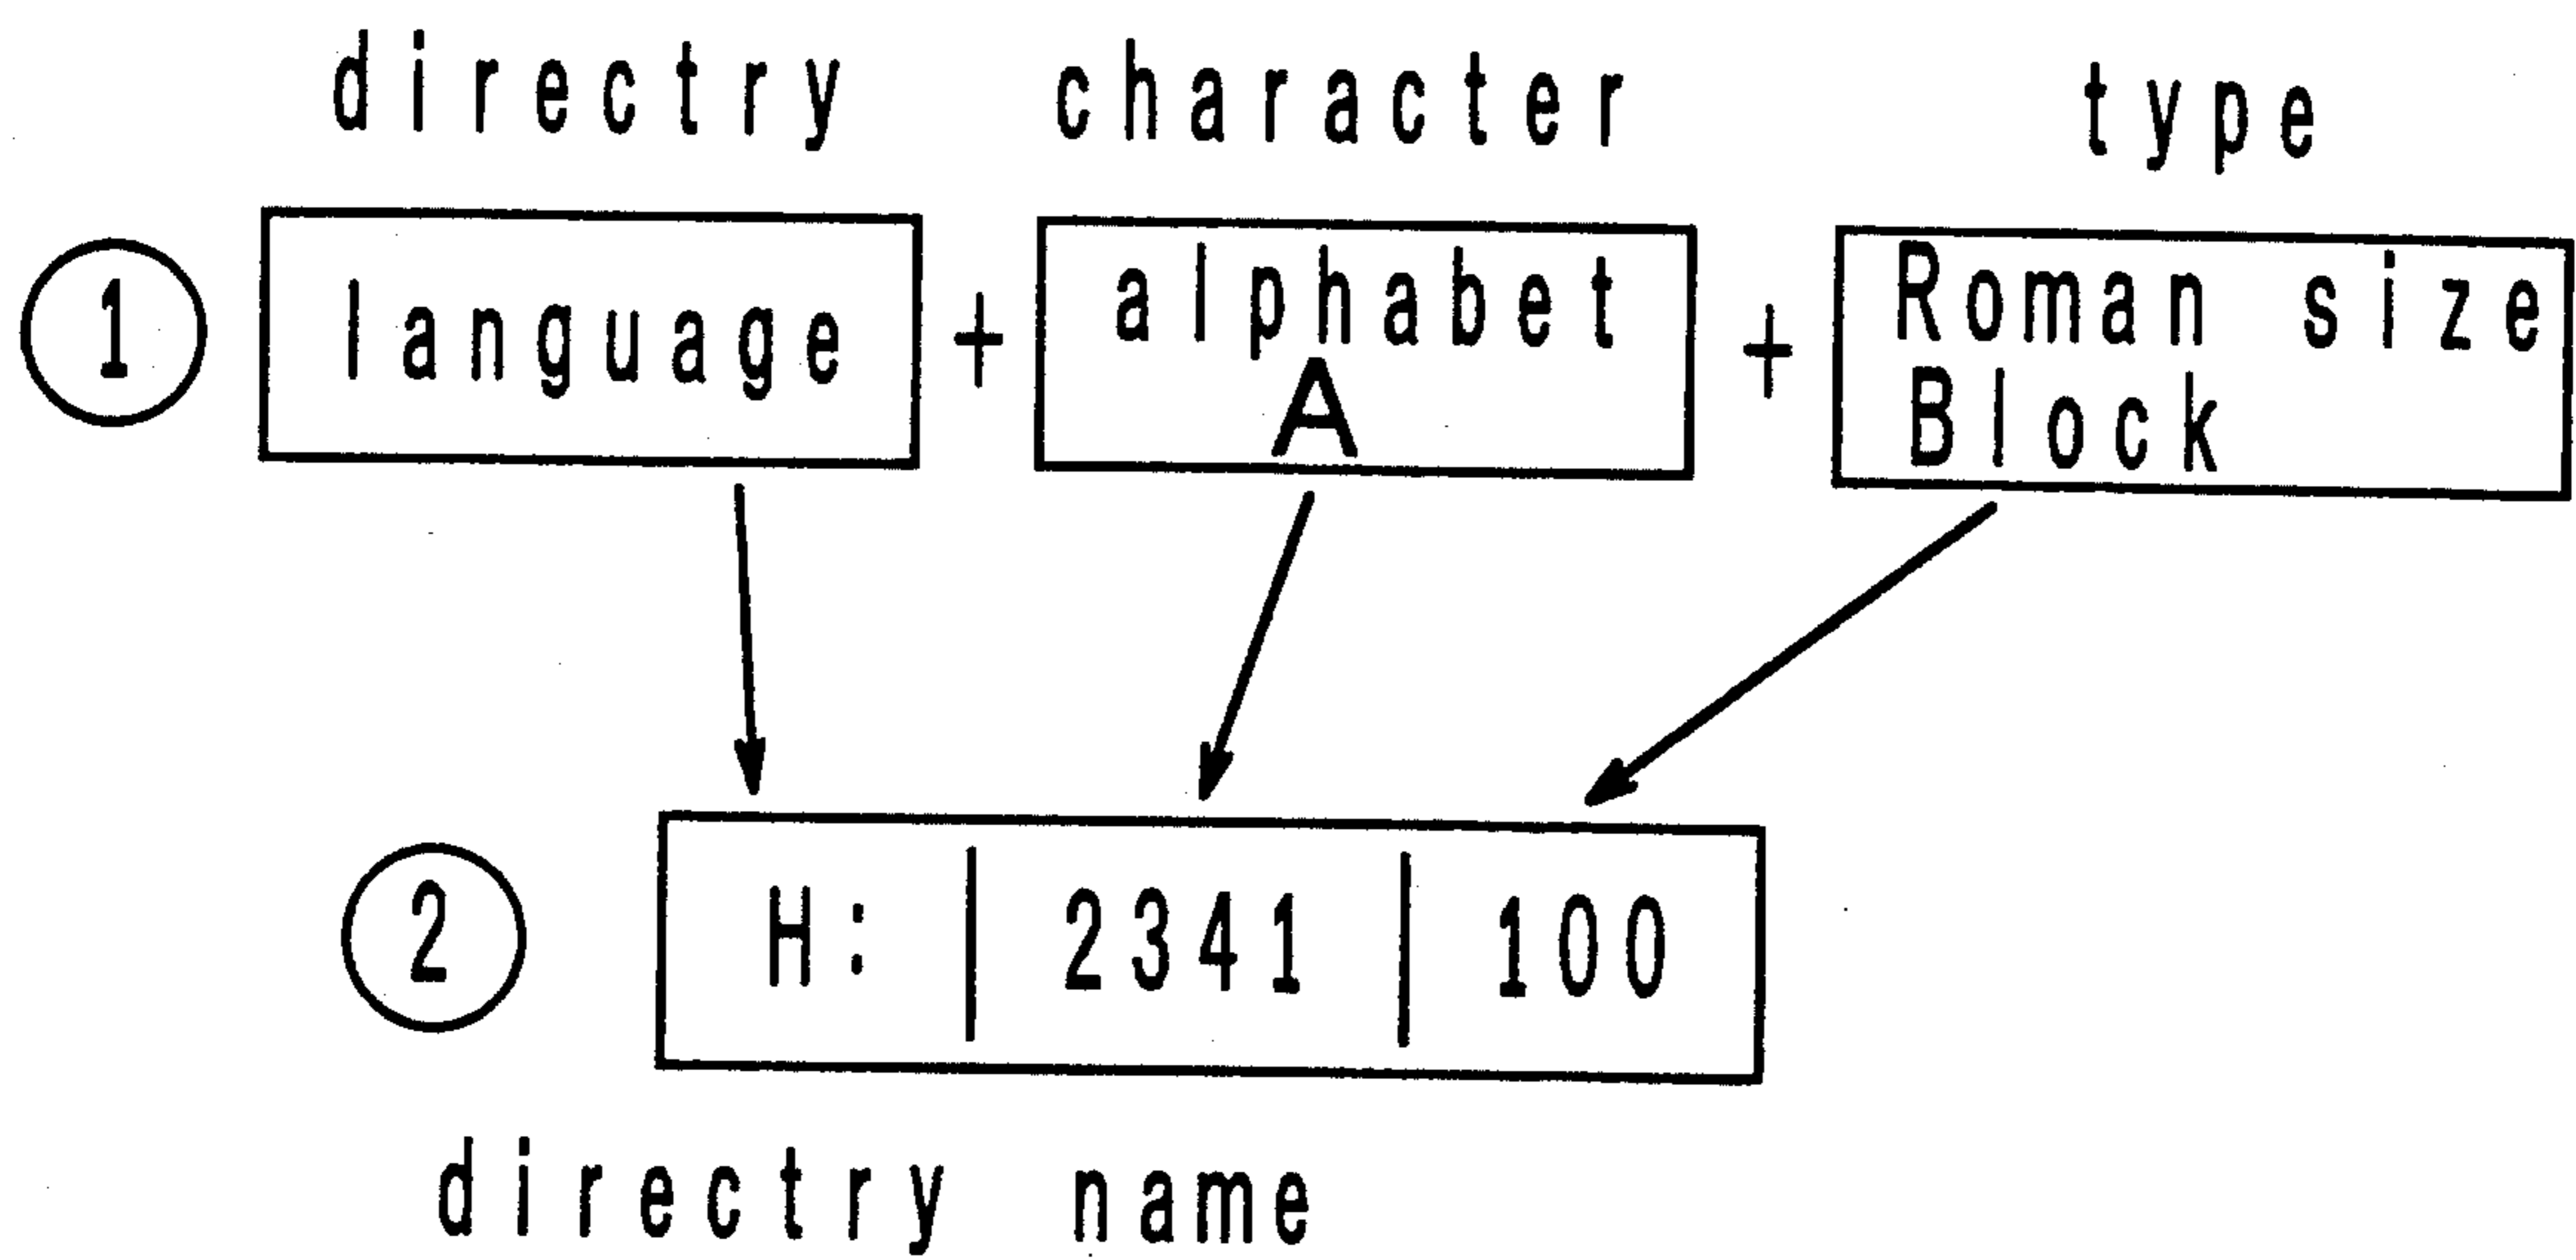 directry character type
① language + alphabet A + Roman size Block
② H: | 2341 | 100
directry name